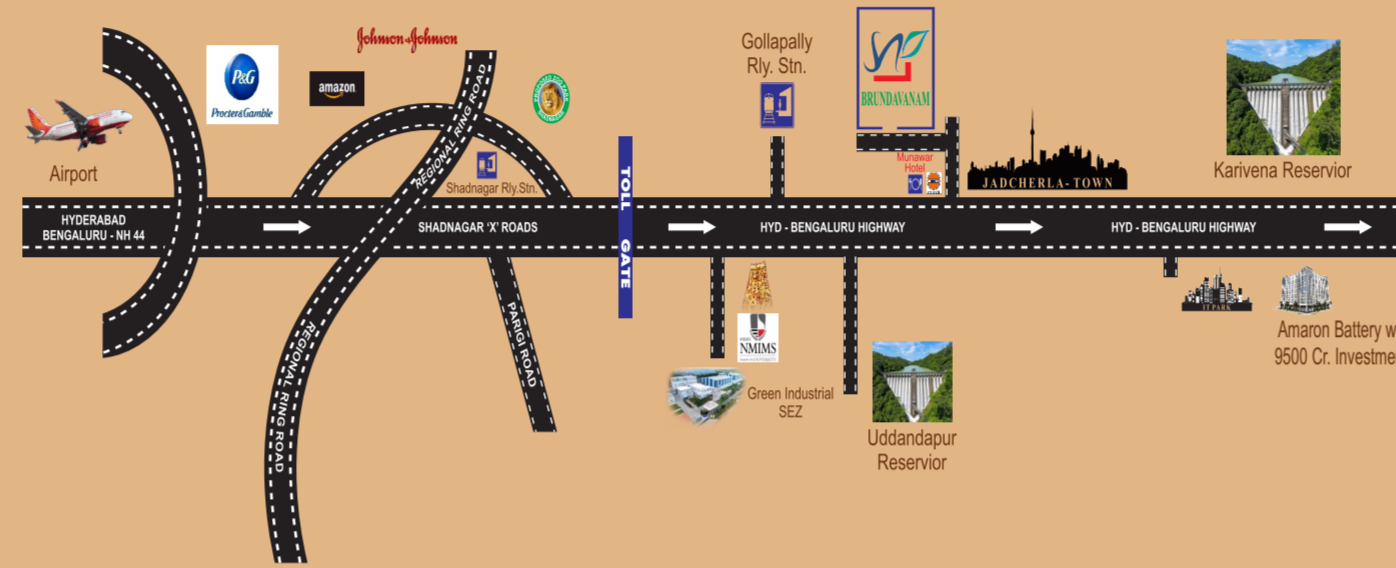 Airport
HYDERABAD
BENGALURU - NH 44
P&G
Procter&Gamble
amazon
Johnson & Johnson
REGIONAL RING ROAD
Shadnagar Rly.Stn.
SHADNAGAR 'X' ROADS
REGIONAL RING ROAD
PARIGI ROAD
TOLL GATE
Gollapally
Rly. Stn.
HYD - BENGALURU HIGHWAY
BRUNDAVANAM
Munawar
Hotel
JADCHERLA - TOWN
NMIMS
Green Industrial
SEZ
Uddandapur
Reservior
HYD - BENGALURU HIGHWAY
Karivena Reservior
IT PARK
Amaron Battery w
9500 Cr. Investme